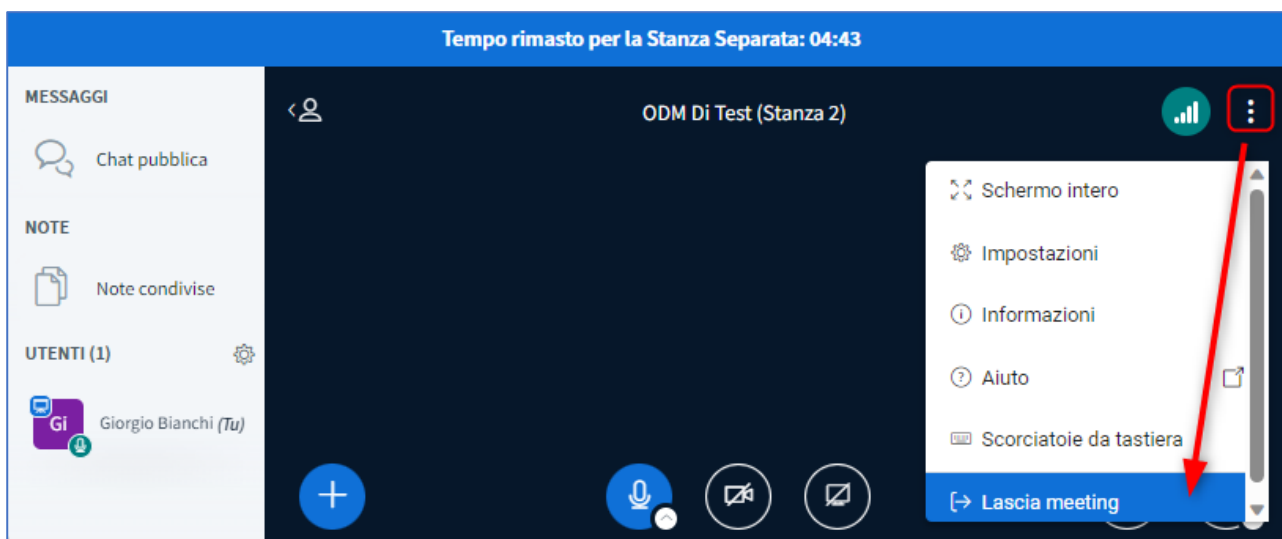 Tempo rimasto per la Stanza Separata: 04:43
MESSAGGI
Chat pubblica
NOTE
Note condivise
UTENTI (1)
Gi
Giorgio Bianchi (Tu)
ODM Di Test (Stanza 2)
Schermo intero
Impostazioni
Informazioni
Aiuto
Scorciatoie da tastiera
Lascia meeting